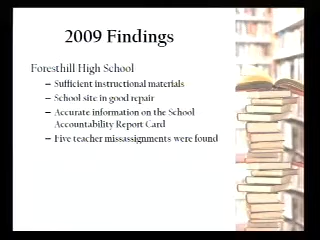 2009 Findings
Foresthill High School
– Sufficient instructional materials
– School site in good repair
– Accurate information on the School
Accountability Report Card
– Five teacher missassignments were found